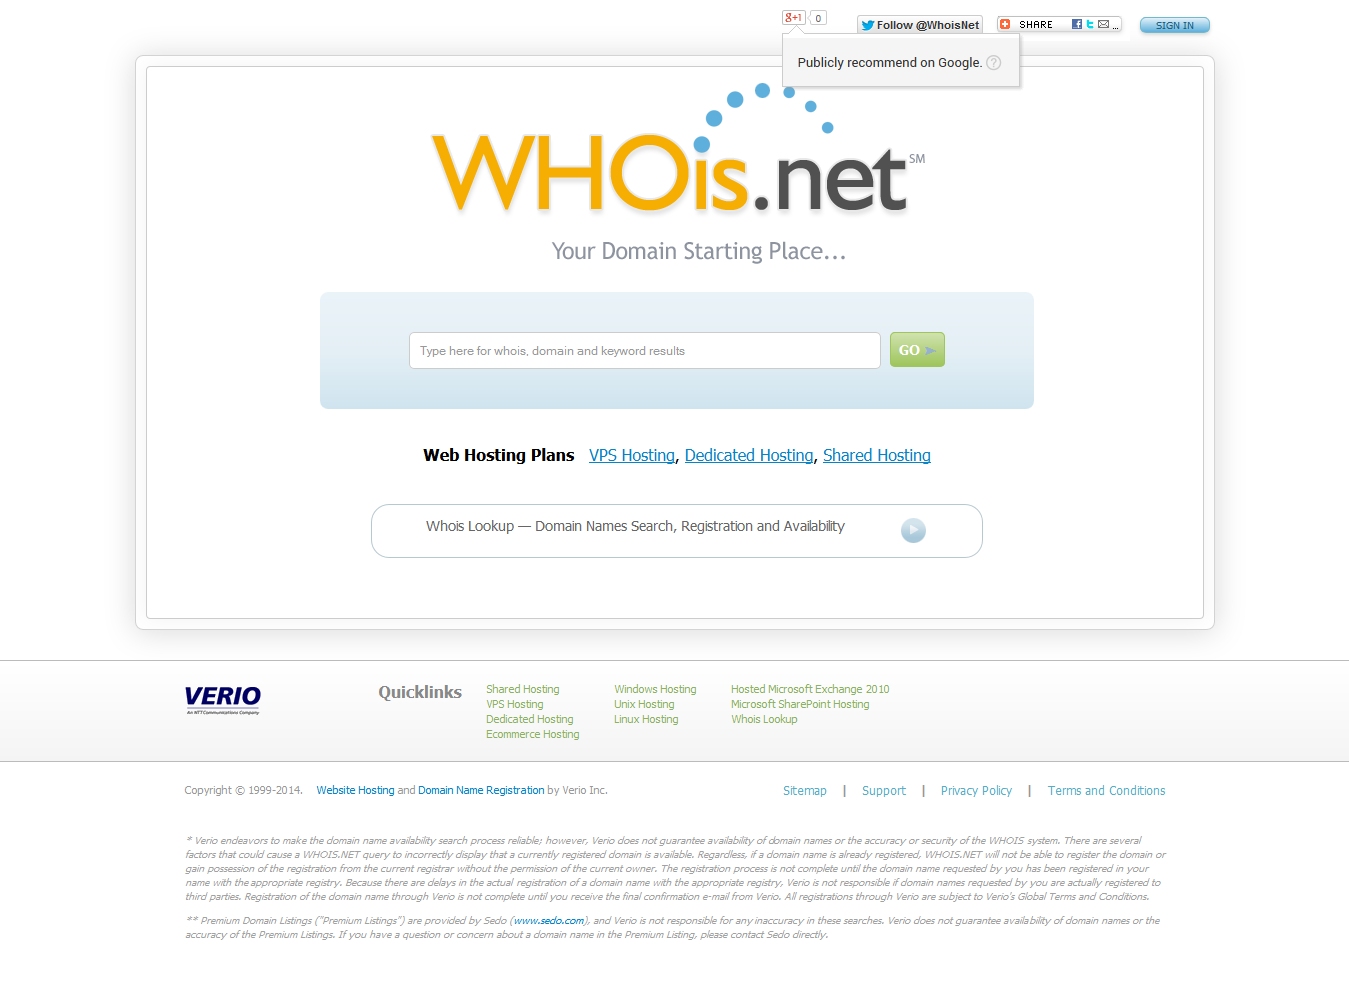 g+1 0
Follow @WhoisNet
SHARE ...
SIGN IN
Publicly recommend on Google. ?
WHOis.net SM
Your Domain Starting Place...
Type here for whois, domain and keyword results
GO
Web Hosting Plans VPS Hosting, Dedicated Hosting, Shared Hosting
Whois Lookup — Domain Names Search, Registration and Availability
VERIO
An NTT Communications Company
Quicklinks
Shared Hosting
VPS Hosting
Dedicated Hosting
Ecommerce Hosting
Windows Hosting
Unix Hosting
Linux Hosting
Hosted Microsoft Exchange 2010
Microsoft SharePoint Hosting
Whois Lookup
Copyright © 1999-2014. Website Hosting and Domain Name Registration by Verio Inc.
Sitemap | Support | Privacy Policy | Terms and Conditions
* Verio endeavors to make the domain name availability search process reliable; however, Verio does not guarantee availability of domain names or the accuracy or security of the WHOIS system. There are several
factors that could cause a WHOIS.NET query to incorrectly display that a currently registered domain is available. Regardless, if a domain name is already registered, WHOIS.NET will not be able to register the domain or
gain possession of the registration from the current registrar without the permission of the current owner. The registration process is not complete until the domain name requested by you has been registered in your
name with the appropriate registry. Because there are delays in the actual registration of a domain name with the appropriate registry, Verio is not responsible if domain names requested by you are actually registered to
third parties. Registration of the domain name through Verio is not complete until you receive the final confirmation e-mail from Verio. All registrations through Verio are subject to Verio's Global Terms and Conditions.
** Premium Domain Listings ("Premium Listings") are provided by Sedo (www.sedo.com), and Verio is not responsible for any inaccuracy in these searches. Verio does not guarantee availability of domain names or the
accuracy of the Premium Listings. If you have a question or concern about a domain name in the Premium Listing, please contact Sedo directly.